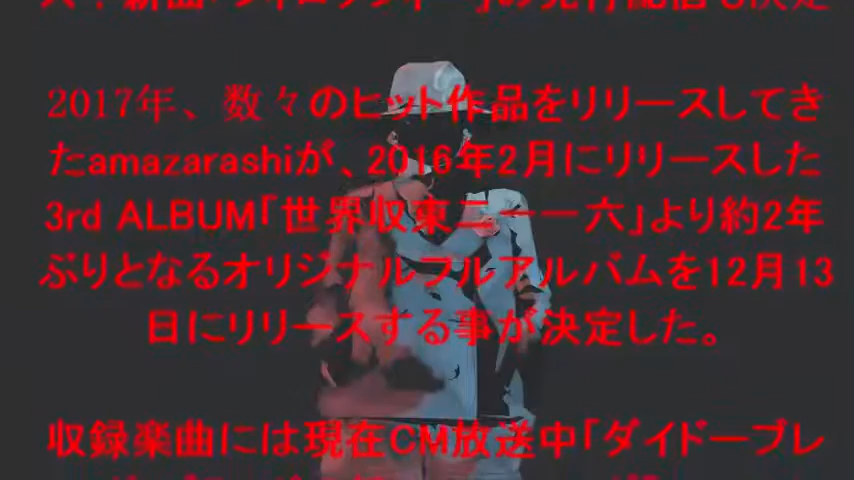 2017年、数々のヒット作品をリリースしてき
たamazarashiが、2016年2月にリリースした
3rd ALBUM「世界収束二一一六」より約2年
ぶりとなるオリジナルフルアルバムを12月13
日にリリースする事が決定した。
収録楽曲には現在CM放送中「ダイドーブレ